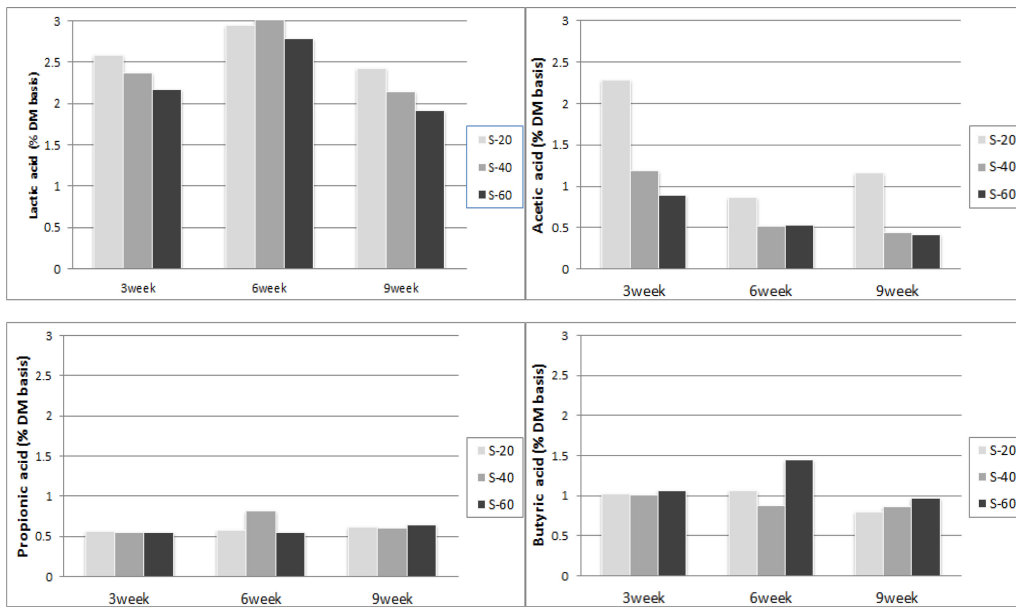 Lactic acid (% DM basis)
3
2.5
2
1.5
1
0.5
0
3week 6week 9week
S-20
S-40
S-60
Acetic acid (% DM basis)
3
2.5
2
1.5
1
0.5
0
3week 6week 9week
S-20
S-40
S-60
Propionic acid (% DM basis)
3
2.5
2
1.5
1
0.5
0
3week 6week 9week
S-20
S-40
S-60
Butyric acid (% DM basis)
3
2.5
2
1.5
1
0.5
0
3week 6week 9week
S-20
S-40
S-60